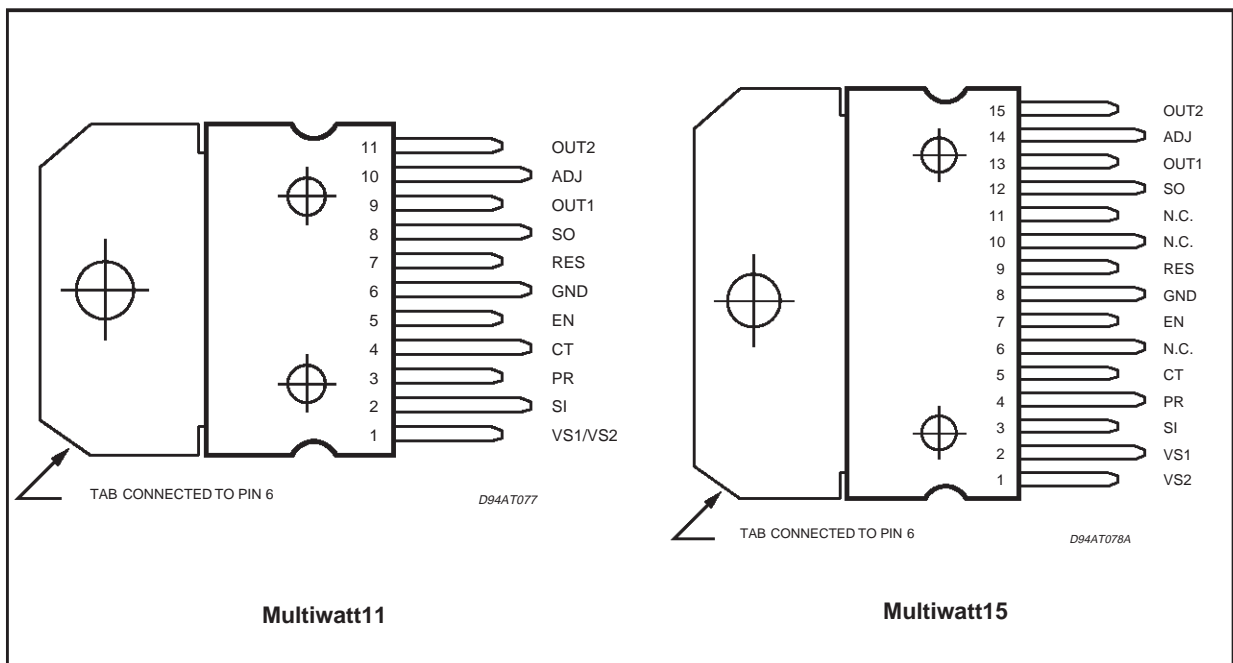 11 OUT2
10 ADJ
9 OUT1
8 SO
7 RES
6 GND
5 EN
4 CT
3 PR
2 SI
1 VS1/VS2
TAB CONNECTED TO PIN 6
D94AT077
Multiwatt11
15 OUT2
14 ADJ
13 OUT1
12 SO
11 N.C.
10 N.C.
9 RES
8 GND
7 EN
6 N.C.
5 CT
4 PR
3 SI
2 VS1
1 VS2
TAB CONNECTED TO PIN 6
D94AT078A
Multiwatt15